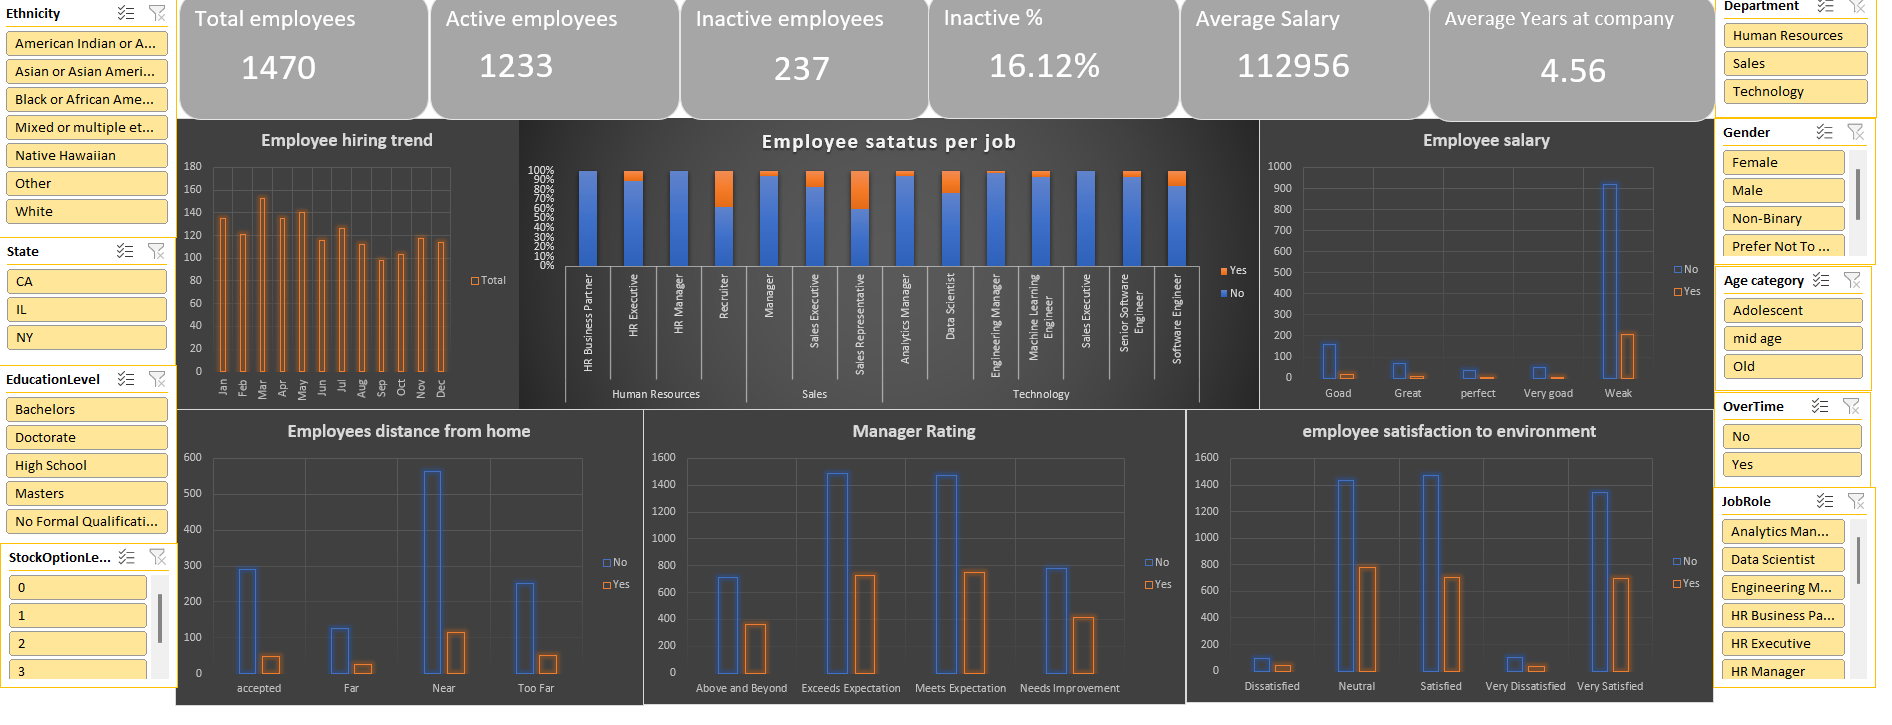 Ethnicity
American Indian or A...
Asian or Asian Ameri...
Black or African Ame...
Mixed or multiple et...
Native Hawaiian
Other
White
State
CA
IL
NY
EducationLevel
Bachelors
Doctorate
High School
Masters
No Formal Qualificati...
StockOptionLe...
0
1
2
3
Total employees
1470
Active employees
1233
Inactive employees
237
Inactive %
16.12%
Average Salary
112956
Average Years at company
4.56
Employee hiring trend
180
160
140
120
100
80
60
40
20
0
Jan
Feb
Mar
Apr
May
Jun
Jul
Aug
Sep
Oct
Nov
Dec
Total
Employee satatus per job
100%
90%
80%
70%
60%
50%
40%
30%
20%
10%
0%
HR Business Partner
HR Executive
HR Manager
Recruiter
Manager
Sales Executive
Sales Representative
Analytics Manager
Data Scientist
Engineering Manager
Machine Learning
Engineer
Sales Executive
Senior Software
Engineer
Software Engineer
Human Resources
Sales
Technology
Yes
No
Employee salary
1000
900
800
700
600
500
400
300
200
100
0
Goad
Great
perfect
Very goad
Weak
No
Yes
Employees distance from home
600
500
400
300
200
100
0
accepted
Far
Near
Too Far
No
Yes
Manager Rating
1600
1400
1200
1000
800
600
400
200
0
Above and Beyond
Exceeds Expectation
Meets Expectation
Needs Improvement
No
Yes
employee satisfaction to environment
1600
1400
1200
1000
800
600
400
200
0
Dissatisfied
Neutral
Satisfied
Very Dissatisfied
Very Satisfied
No
Yes
Department
Human Resources
Sales
Technology
Gender
Female
Male
Non-Binary
Prefer Not To ...
Age category
Adolescent
mid age
Old
OverTime
No
Yes
JobRole
Analytics Man...
Data Scientist
Engineering M...
HR Business Pa...
HR Executive
HR Manager